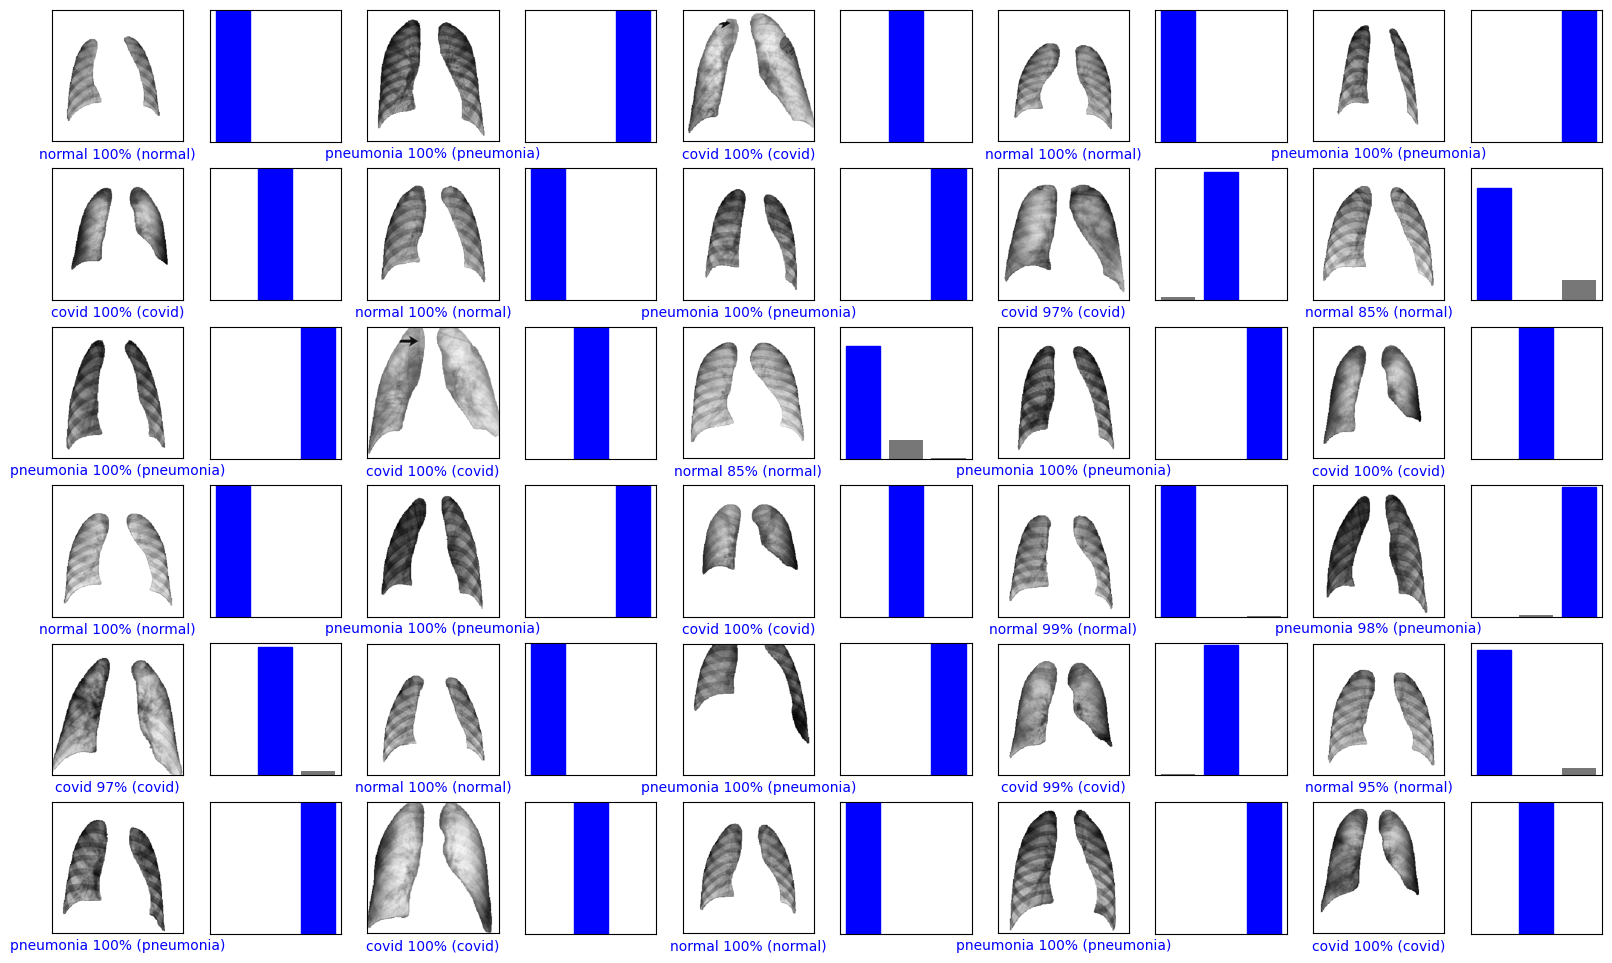 normal 100% (normal)
pneumonia 100% (pneumonia)
covid 100% (covid)
normal 100% (normal)
pneumonia 100% (pneumonia)
covid 100% (covid)
normal 100% (normal)
pneumonia 100% (pneumonia)
covid 97% (covid)
normal 85% (normal)
pneumonia 100% (pneumonia)
covid 100% (covid)
normal 85% (normal)
pneumonia 100% (pneumonia)
covid 100% (covid)
normal 100% (normal)
pneumonia 100% (pneumonia)
covid 100% (covid)
normal 99% (normal)
pneumonia 98% (pneumonia)
covid 97% (covid)
normal 100% (normal)
pneumonia 100% (pneumonia)
covid 99% (covid)
normal 95% (normal)
pneumonia 100% (pneumonia)
covid 100% (covid)
normal 100% (normal)
pneumonia 100% (pneumonia)
covid 100% (covid)